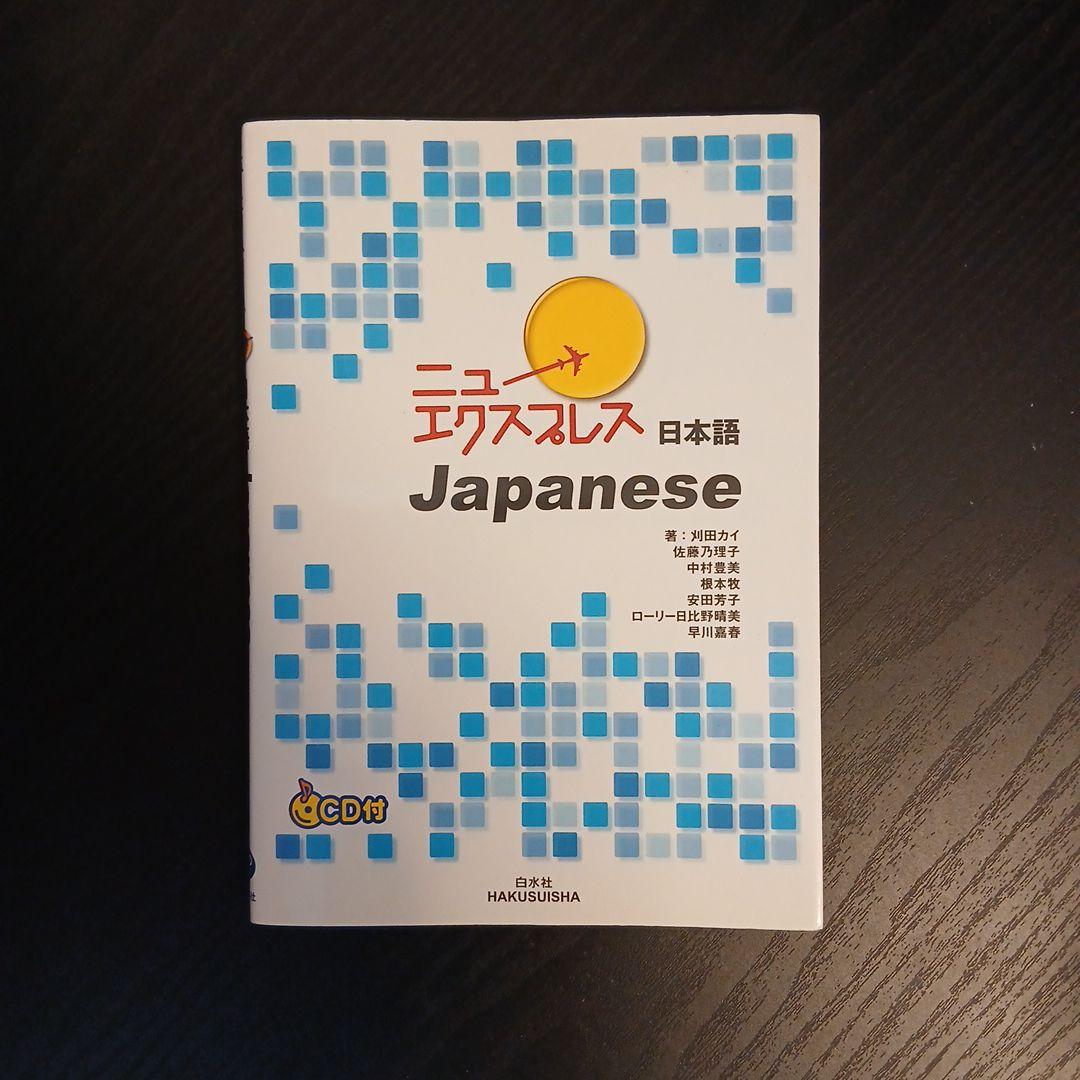 ニュー
エクスプレス 日本語
Japanese
著：刈田カイ
佐藤乃理子
中村豊美
根本牧
安田芳子
ローリー日比野晴美
早川嘉春
CD付
白水社
HAKUSUISHA